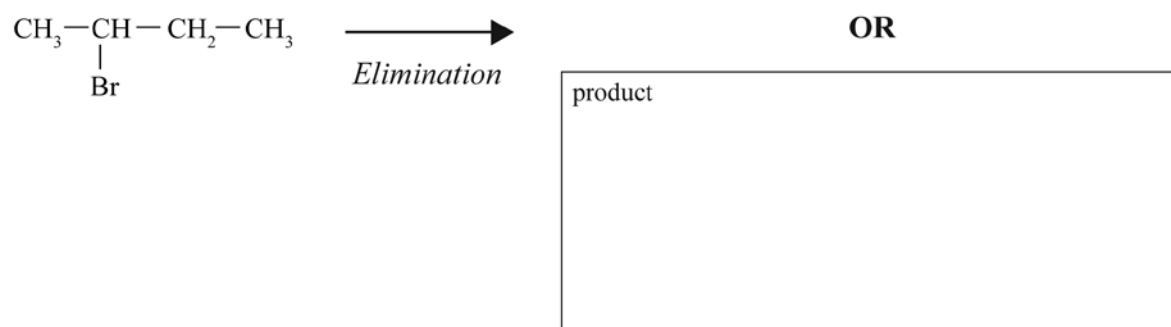 CH₃—CH—CH₂—CH₃
Br
Elimination
OR
product